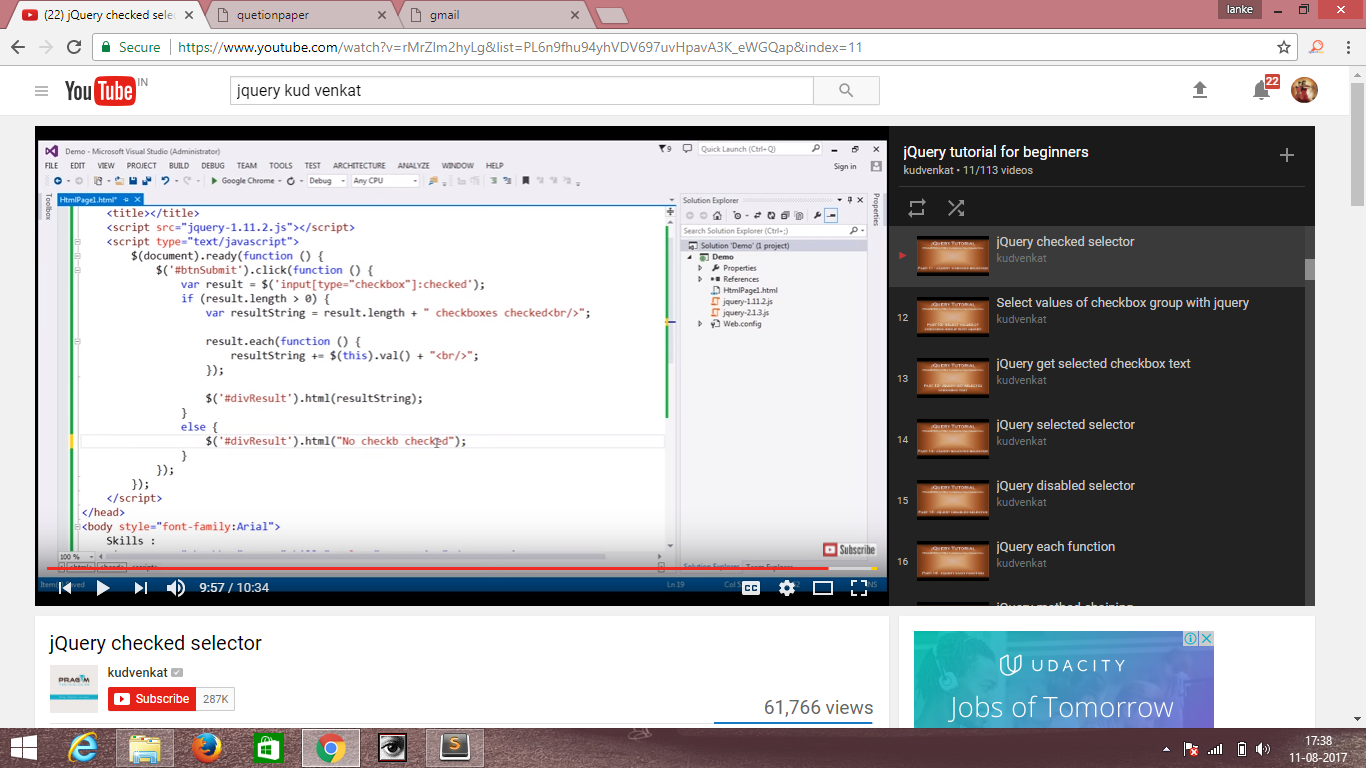 (22) jQuery checked sele
quetionpaper
gmail
lanke
Secure https://www.youtube.com/watch?v=rMrZlm2hyLg&list=PL6n9fhu94yhVDV697uvHpavA3K_eWGQap&index=11
YouTube IN
jquery kud venkat
22
Demo - Microsoft Visual Studio (Administrator)
9
Quick Launch (Ctrl+Q)
FILE EDIT VIEW PROJECT BUILD DEBUG TEAM TOOLS TEST ARCHITECTURE ANALYZE WINDOW HELP
Sign in
Google Chrome Debug Any CPU
Toolbox
HtmlPage1.html*
<title></title>
<script src="jquery-1.11.2.js"></script>
<script type="text/javascript">
$(document).ready(function () {
$('#btnSubmit').click(function () {
var result = $('input[type="checkbox"]:checked');
if (result.length > 0) {
var resultString = result.length + " checkboxes checked<br/>";
result.each(function () {
resultString += $(this).val() + "<br/>";
});
$('#divResult').html(resultString);
}
else {
$('#divResult').html("No checkb checked");
}
});
});
</script>
</head>
<body style="font-family:Arial">
Skills :
100 %
Solution Explorer
Search Solution Explorer (Ctrl+;)
Solution 'Demo' (1 project)
Demo
Properties
References
HtmlPage1.html
jquery-1.11.2.js
jquery-2.1.3.js
Web.config
Properties
Subscribe
Solution Explorer Team Explorer
Ln 19
9:57 / 10:34
CC
jQuery tutorial for beginners
kudvenkat • 11/113 videos
jQuery checked selector
kudvenkat
12
Select values of checkbox group with jquery
kudvenkat
13
jQuery get selected checkbox text
kudvenkat
14
jQuery selected selector
kudvenkat
15
jQuery disabled selector
kudvenkat
16
jQuery each function
kudvenkat
jQuery method chaining
jQuery checked selector
PRAGIM
kudvenkat
Subscribe 287K
61,766 views
UDACITY
Jobs of Tomorrow
17:38
11-08-2017